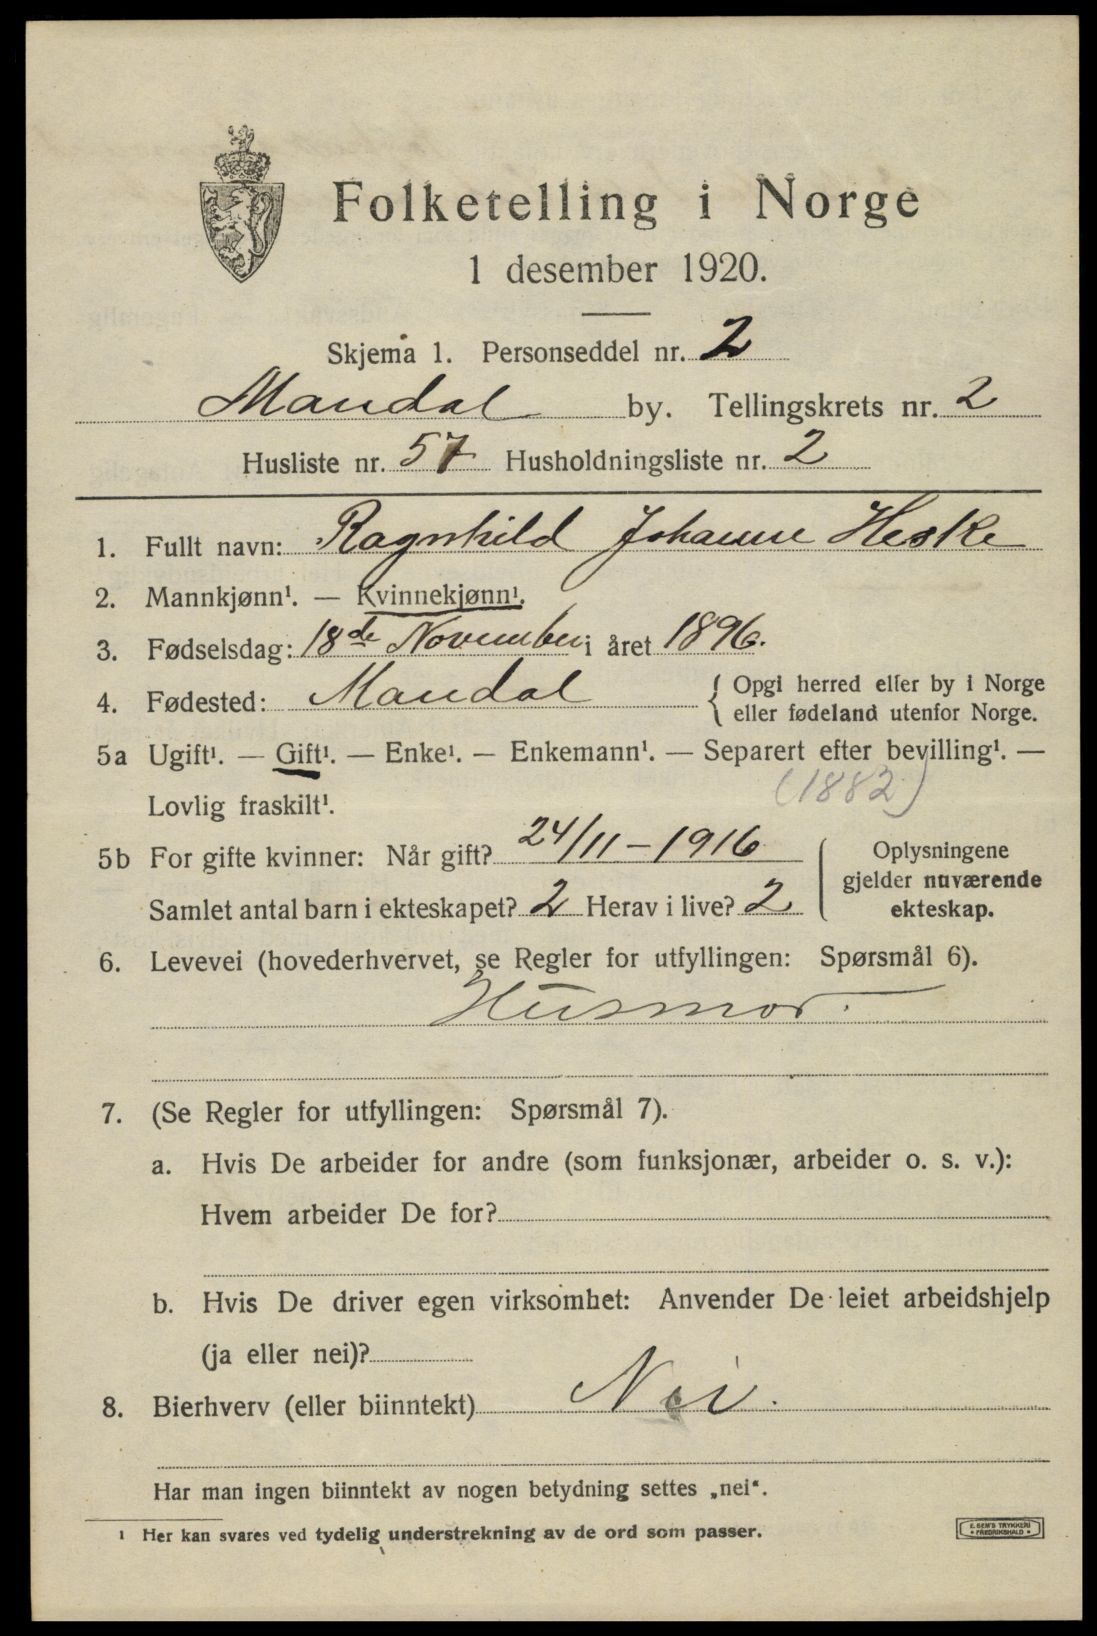 Folketelling i Norge
1 desember 1920.
Skjema 1. Personseddel nr. 2
Mandal by. Tellingskrets nr. 2
Husliste nr. 57 Husholdningsliste nr. 2
1. Fullt navn: Ragnhild Johanne Heske
2. Mannkjønn¹. — Kvinnekjønn¹.
3. Fødselsdag: 18de November i året 1896.
4. Fødested: Mandal { Opgi herred eller by i Norge
eller fødeland utenfor Norge.
5a Ugift¹. — Gift¹. — Enke¹. — Enkemann¹. — Separert efter bevilling¹. —
(1882)
Lovlig fraskilt¹.
5b For gifte kvinner: Når gift? 24/11 – 1916
Samlet antal barn i ekteskapet? 2 Herav i live? 2
Oplysningene
gjelder nuværende
ekteskap.
6. Levevei (hovederhvervet, se Regler for utfyllingen: Spørsmål 6).
Husmor.
7. (Se Regler for utfyllingen: Spørsmål 7).
a. Hvis De arbeider for andre (som funksjonær, arbeider o. s. v.):
Hvem arbeider De for?
b. Hvis De driver egen virksomhet: Anvender De leiet arbeidshjelp
(ja eller nei)?
8. Bierhverv (eller biinntekt) Nei.
Har man ingen biinntekt av nogen betydning settes „nei“.
¹ Her kan svares ved tydelig understrekning av de ord som passer.
E. SEM'S TRYKKERI
• FREDRIKSHALD •